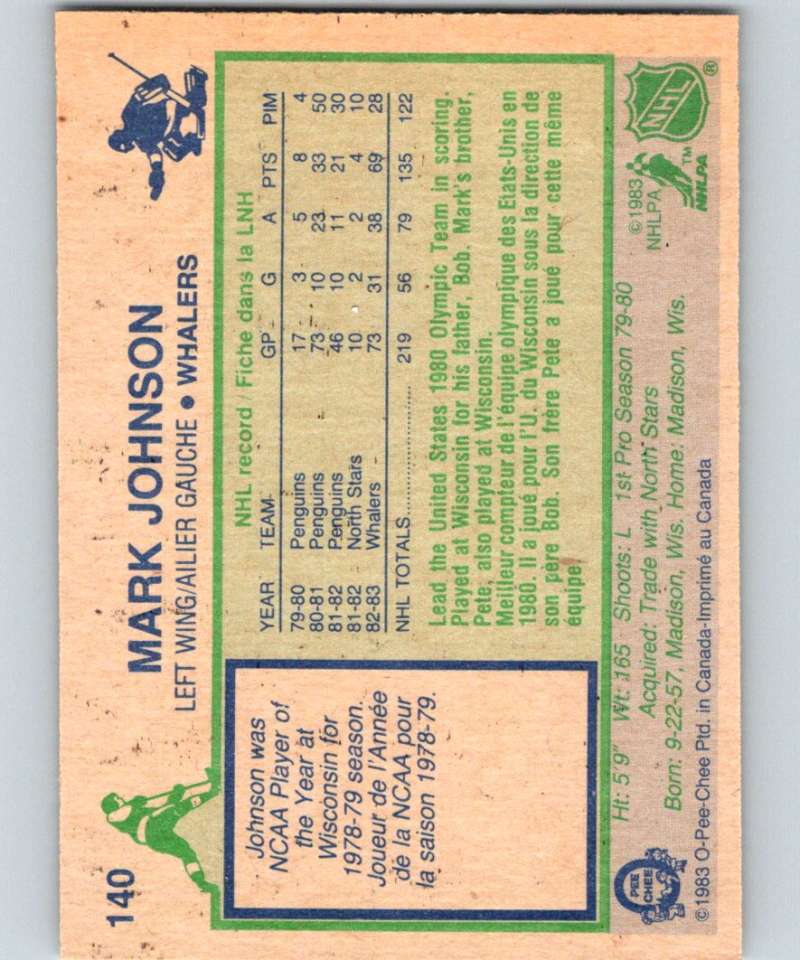 140
MARK JOHNSON
LEFT WING/AILIER GAUCHE • WHALERS
Johnson was
NCAA Player of
the Year at
Wisconsin for
1978-79 season.
Joueur de l'Année
de la NCAA pour
la saison 1978-79.
NHL record / Fiche dans la LNH
YEAR TEAM GP G A PTS PIM
79-80 Penguins 17 3 5 8 4
80-81 Penguins 73 10 23 33 50
81-82 Penguins 46 10 11 21 30
81-82 North Stars 10 2 2 4 10
82-83 Whalers 73 31 38 69 28
NHL TOTALS 219 56 79 135 122
Lead the United States 1980 Olympic Team in scoring.
Played at Wisconsin for his father, Bob. Mark's brother,
Pete, also played at Wisconsin.
Meilleur compteur de l'équipe olympique des Etats-Unis en
1980. Il a joué pour l'U. du Wisconsin sous la direction de
son père Bob. Son frère Pete a joué pour cette même
équipe
Ht: 5'9" Wt: 165 Shoots: L 1st Pro Season 79-80
Acquired: Trade with North Stars
Born: 9-22-57, Madison, Wis. Home: Madison, Wis.
©1983 O-Pee-Chee Ptd. in Canada-Imprimé au Canada
O PEE CHEE
©1983
NHLPA
NHLPA
TM
NHL
®